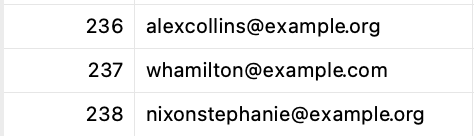 236 alexcollins@example.org
237 whamilton@example.com
238 nixonstephanie@example.org